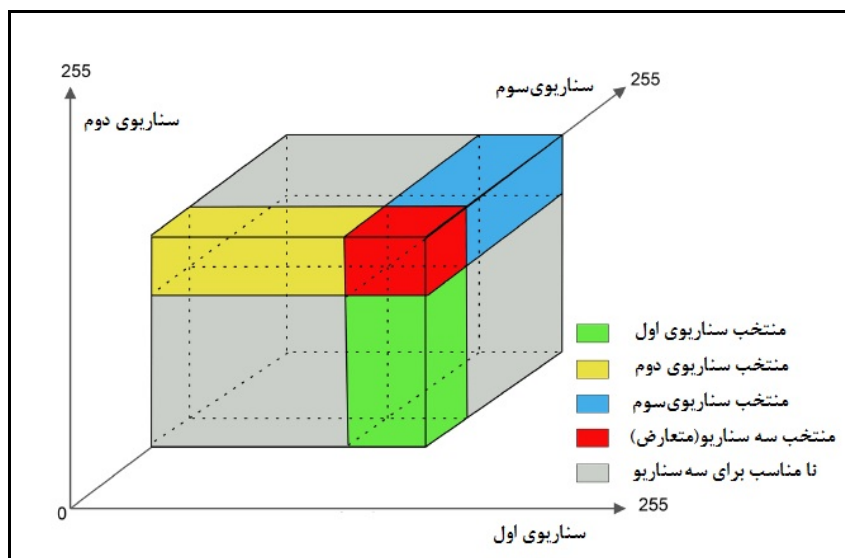 255
سناریوی دوم
سناریوی سوم
255
منتخب سناریوی اول
منتخب سناریوی دوم
منتخب سناریوی سوم
منتخب سه سناریو(متعارض)
نا مناسب برای سه سناریو
0
255
سناریوی اول